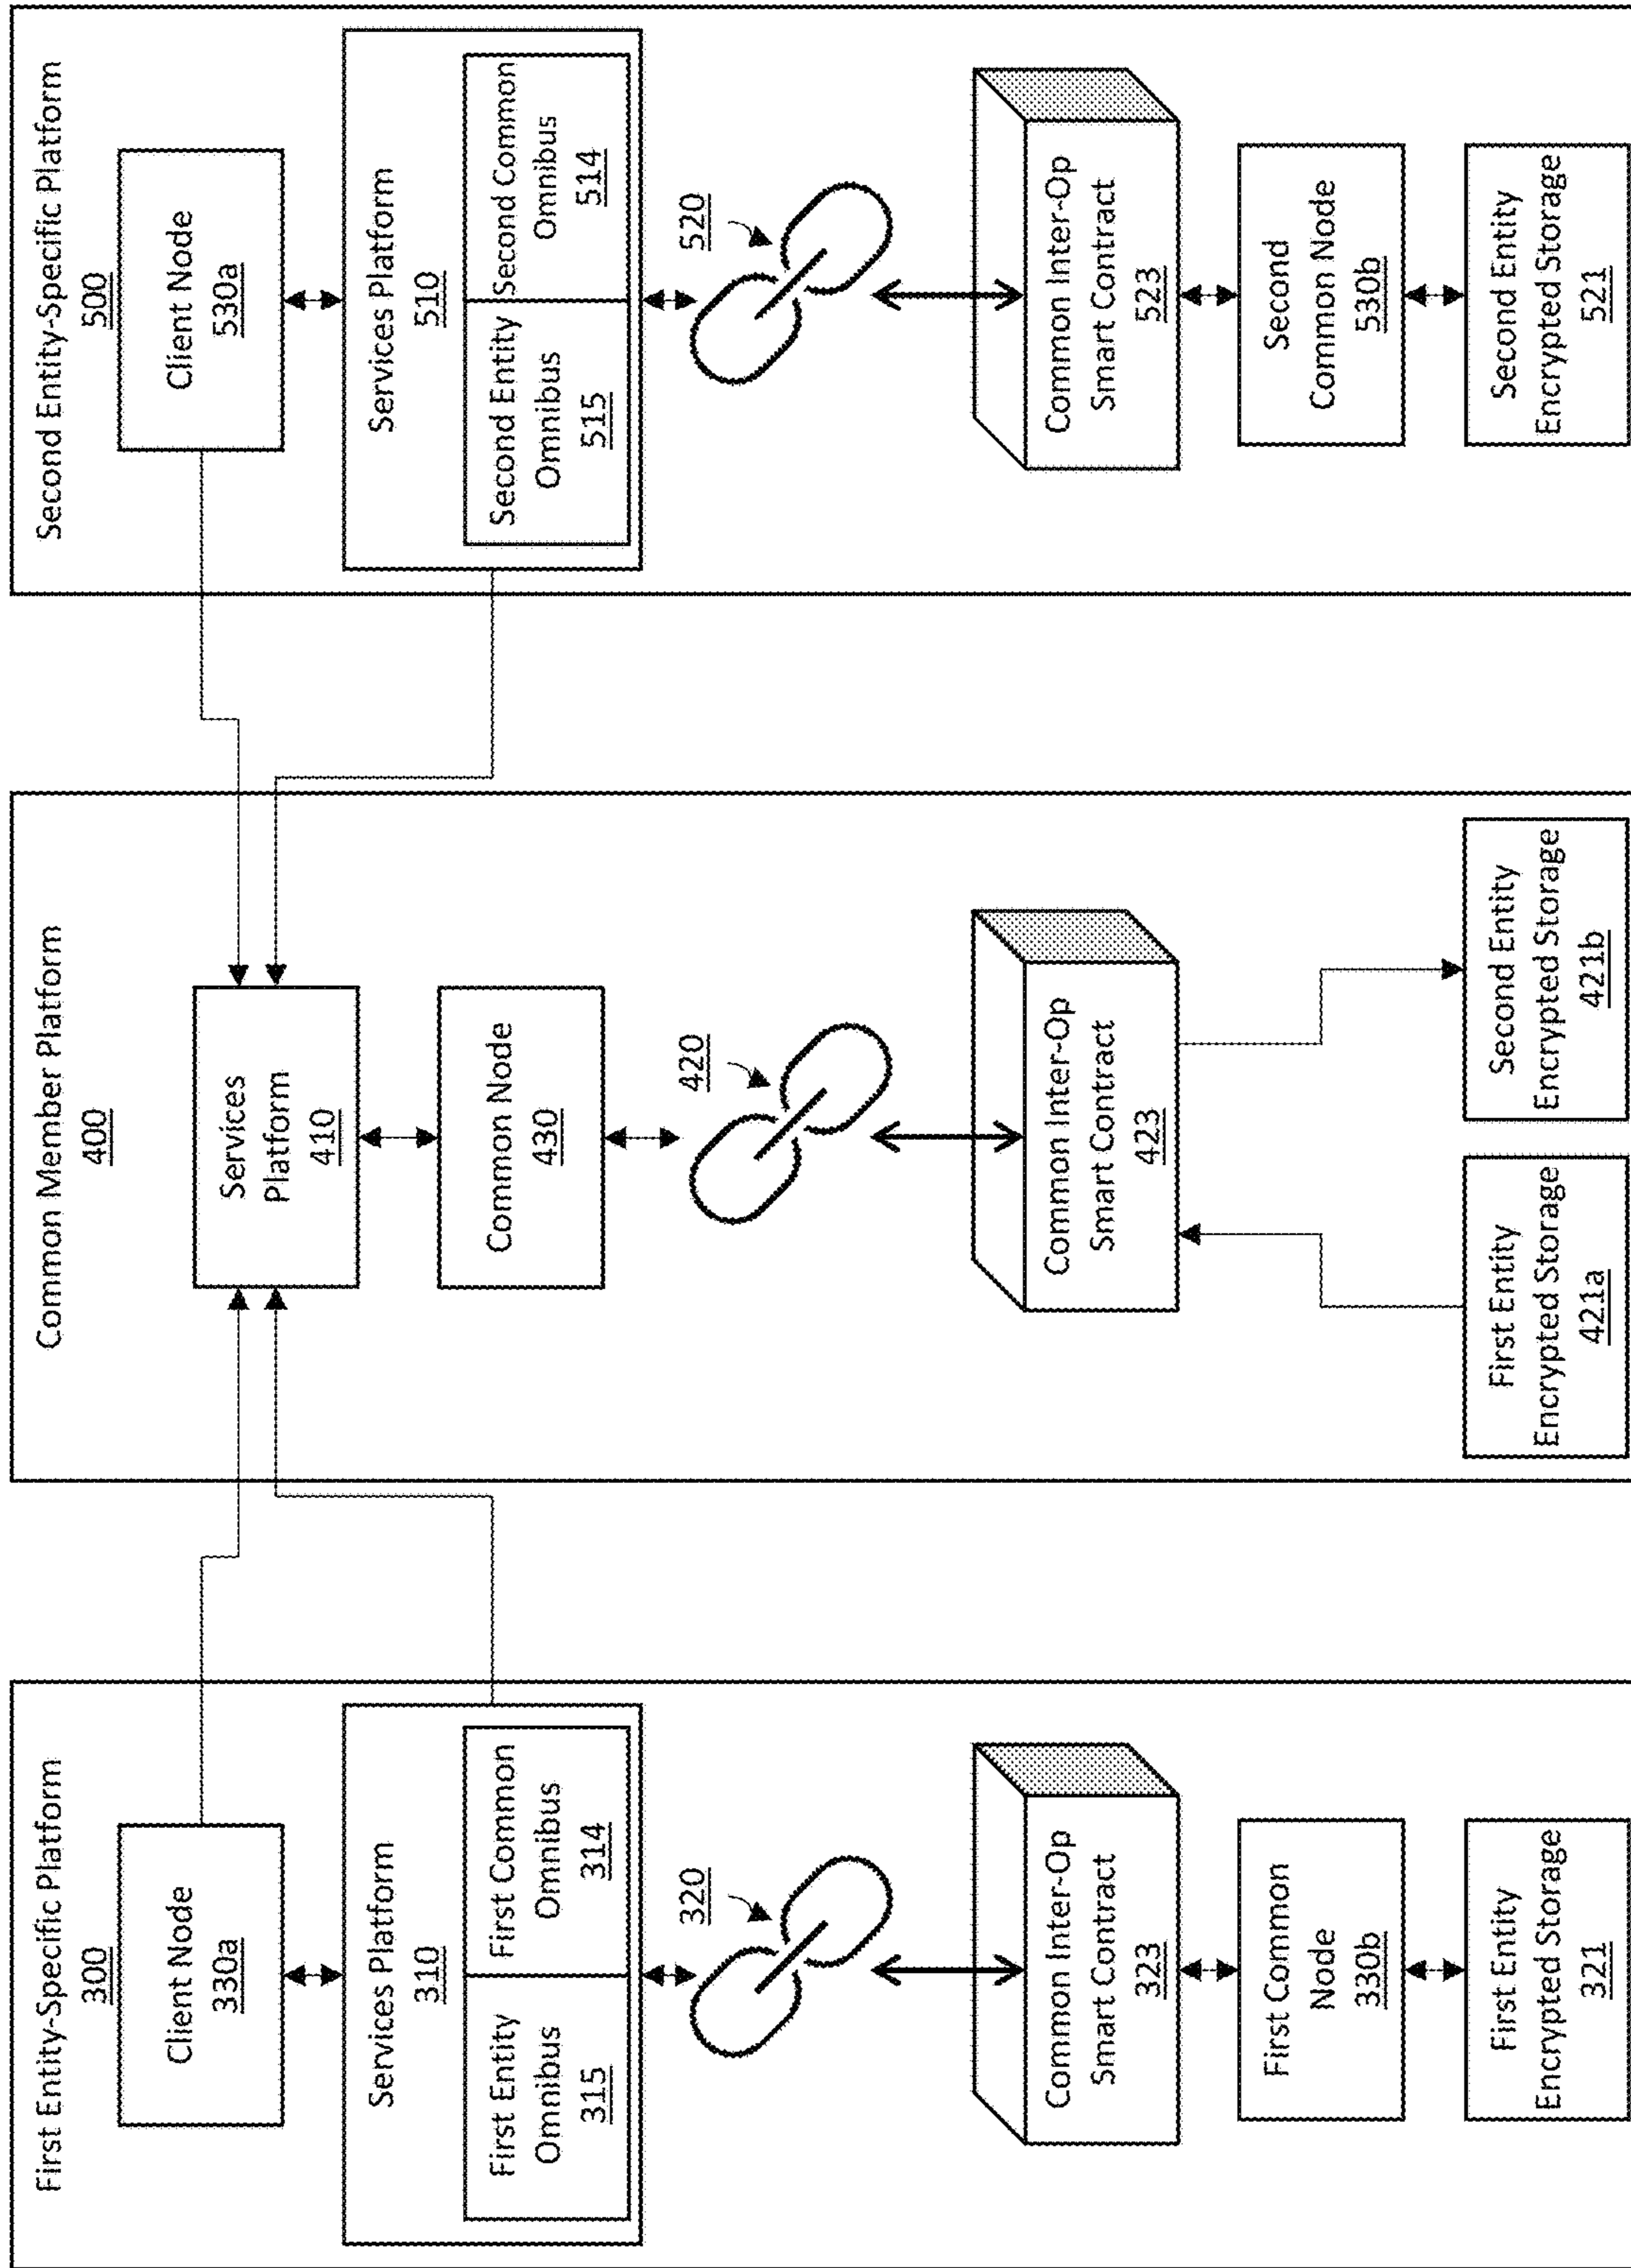 First Entity-Specific Platform
300
Client Node
330a
Services Platform
310
First Entity
Omnibus
315
First Common
Omnibus
314
320
Common Inter-Op
Smart Contract
323
First Common
Node
330b
First Entity
Encrypted Storage
321
Common Member Platform
400
Services
Platform
410
Common Node
430
420
Common Inter-Op
Smart Contract
423
First Entity
Encrypted Storage
421a
Second Entity
Encrypted Storage
421b
Second Entity-Specific Platform
500
Client Node
530a
Services Platform
510
Second Entity
Omnibus
515
Second Common
Omnibus
514
520
Common Inter-Op
Smart Contract
523
Second
Common Node
530b
Second Entity
Encrypted Storage
521